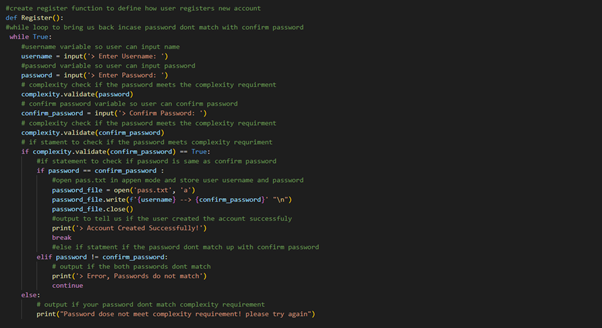 #create register function to define how user registers new account
def Register():
#while loop to bring us back incase password dont match with confirm password
while True:
#username variable so user can input name
username = input('> Enter Username: ')
#password variable so user can input password
password = input('> Enter Password: ')
# complexity check if the password meets the complexity requirment
complexity.validate(password)
# confirm password variable so user can confirm password
confirm_password = input('> Confirm Password: ')
# complexity check if the password meets the complexity requirment
complexity.validate(confirm_password)
# if stament to check if the password meets complexity requriment
if complexity.validate(confirm_password) == True:
#if statement to check if password is same as confirm password
if password == confirm_password :
#open pass.txt in appen mode and store user username and password
password_file = open('pass.txt', 'a')
password_file.write(f'{username} --> {confirm_password}' "\n")
password_file.close()
#output to tell us if the user created the account successfuly
print('> Account Created Successfully!')
break
#else if statment if the password dont match up with confirm password
elif password != confirm_password:
# output if the both passwords dont match
print('> Error, Passwords do not match')
continue
else:
# output if your password dont match complexity requirement
print("Password dose not meet complexity requirement! please try again")